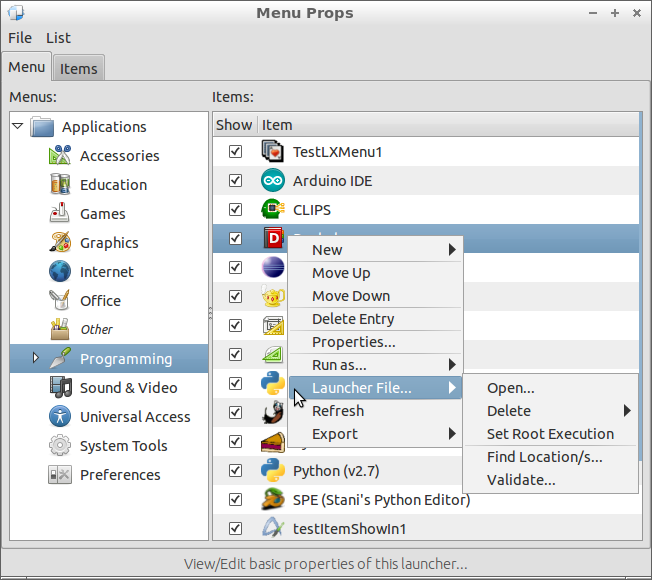 Menu Props
File List
Menu Items
Menus:
Applications
Accessories
Education
Games
Graphics
Internet
Office
Other
Programming
Sound & Video
Universal Access
System Tools
Preferences
Items:
Show Item
TestLXMenu1
Arduino IDE
CLIPS
D
Python (v2.7)
SPE (Stani's Python Editor)
testItemShowIn1
New
Move Up
Move Down
Delete Entry
Properties...
Run as...
Launcher File...
Refresh
Export
Open...
Delete
Set Root Execution
Find Location/s...
Validate...
View/Edit basic properties of this launcher...